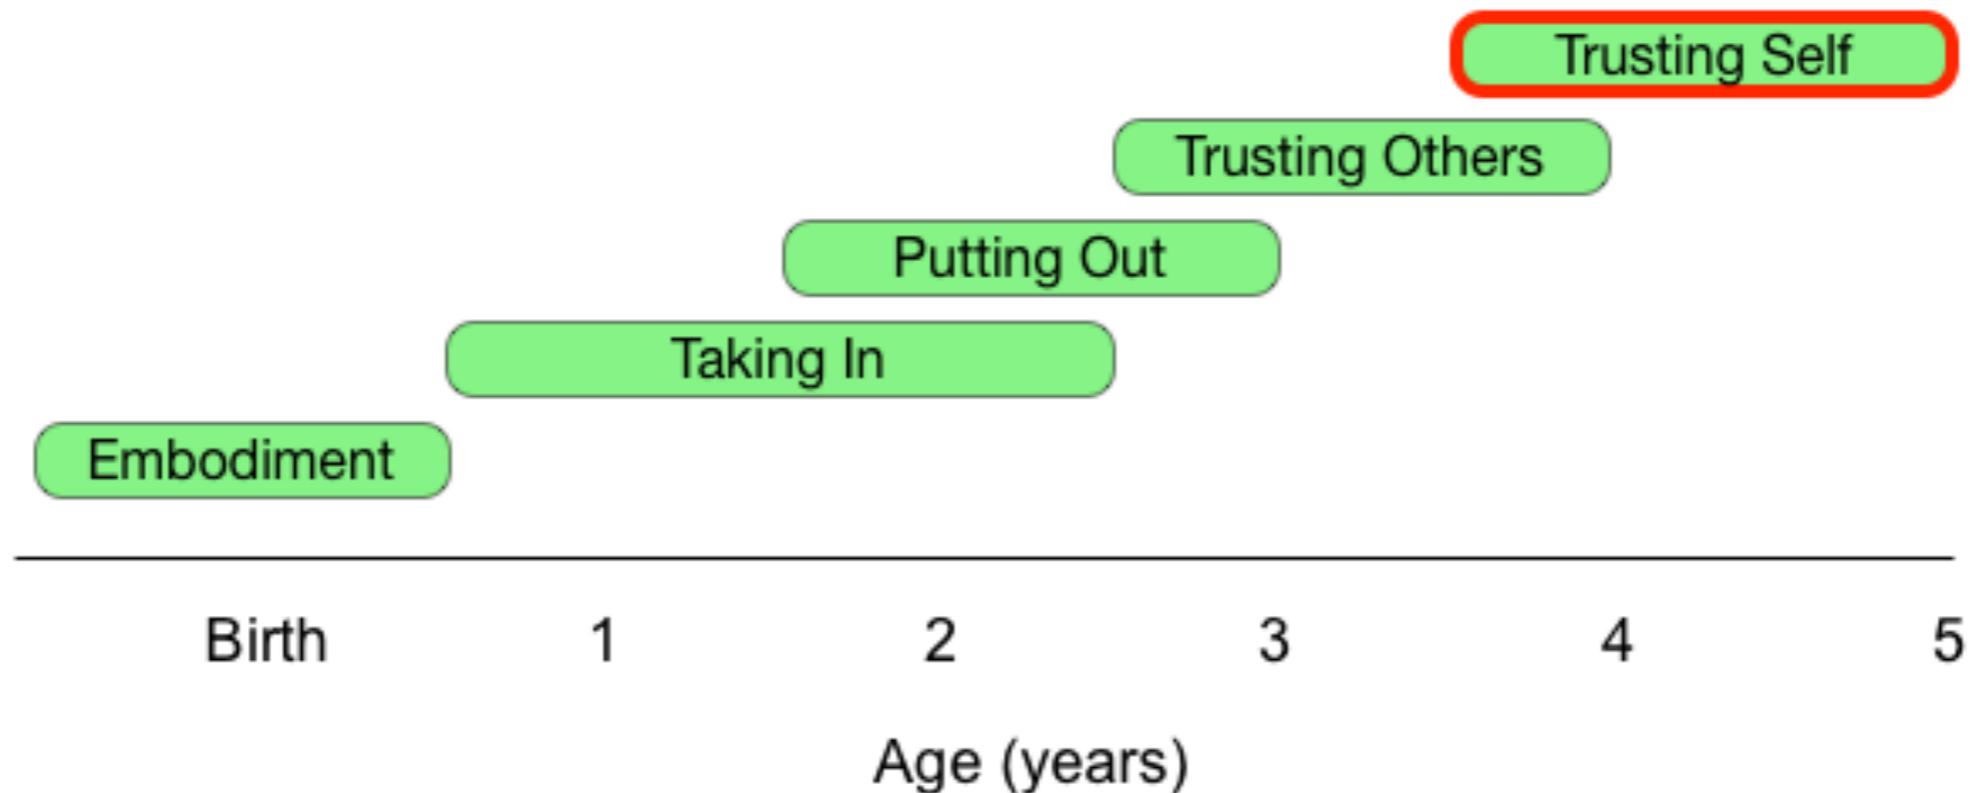 Trusting Self
Trusting Others
Putting Out
Taking In
Embodiment
Birth 1 2 3 4 5
Age (years)